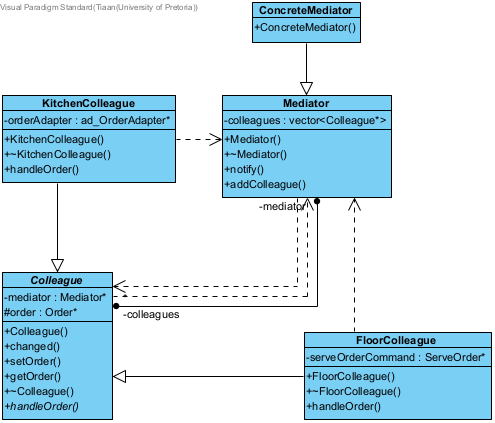 Visual Paradigm Standard(Tiaan(University of Pretoria))
ConcreteMediator
+ConcreteMediator()
KitchenColleague
-orderAdapter : ad_OrderAdapter*
+KitchenColleague()
+~KitchenColleague()
+handleOrder()
Mediator
-colleagues : vector<Colleague*>
+Mediator()
+~Mediator()
+notify()
+addColleague()
-mediator
Colleague
-mediator : Mediator*
#order : Order*
+Colleague()
+changed()
+setOrder()
+getOrder()
+~Colleague()
+handleOrder()
-colleagues
FloorColleague
-serveOrderCommand : ServeOrder*
+FloorColleague()
+~FloorColleague()
+handleOrder()